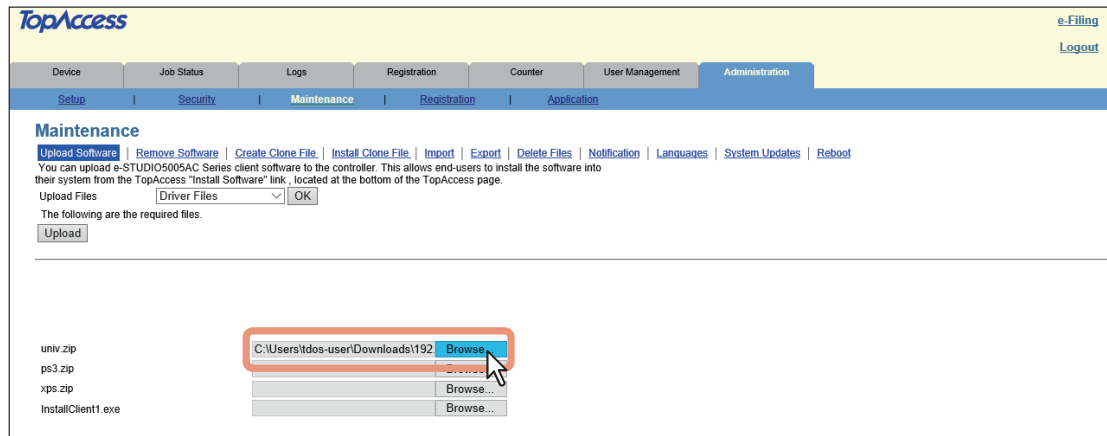 TopAccess
e-Filing
Logout
Device Job Status Logs Registration Counter User Management Administration
Setup | Security | Maintenance | Registration | Application
Maintenance
Upload Software | Remove Software | Create Clone File | Install Clone File | Import | Export | Delete Files | Notification | Languages | System Updates | Reboot
You can upload e-STUDIO5005AC Series client software to the controller. This allows end-users to install the software into
their system from the TopAccess "Install Software" link , located at the bottom of the TopAccess page.
Upload Files Driver Files OK
The following are the required files.
Upload
univ.zip C:\Users\tdos-user\Downloads\192. Browse...
ps3.zip Browse...
xps.zip Browse...
InstallClient1.exe Browse...